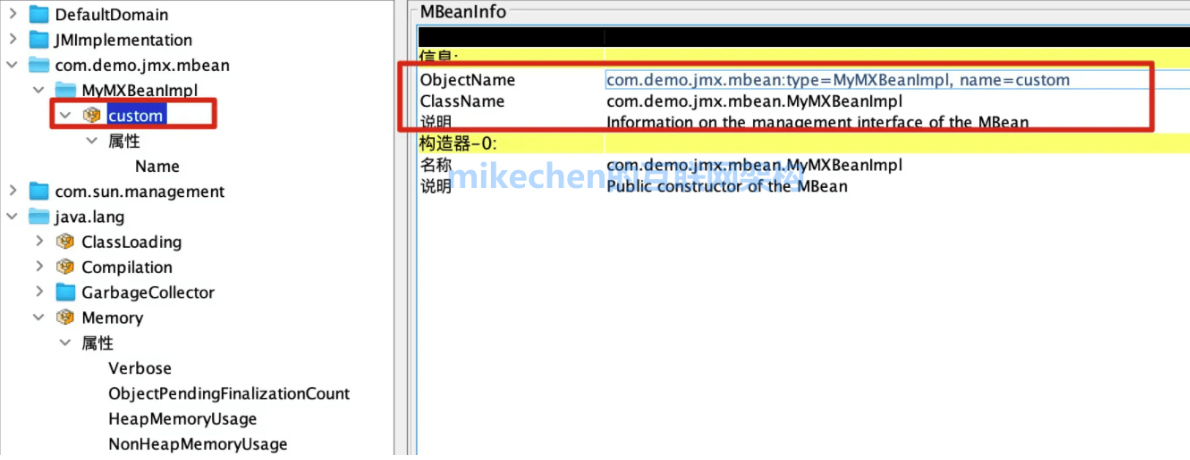 DefaultDomain
JMImplementation
com.demo.jmx.mbean
MyMXBeanImpl
custom
属性
Name
com.sun.management
java.lang
ClassLoading
Compilation
GarbageCollector
Memory
属性
Verbose
ObjectPendingFinalizationCount
HeapMemoryUsage
NonHeapMemoryUsage
MBeanInfo
信息:
ObjectName com.demo.jmx.mbean:type=MyMXBeanImpl, name=custom
ClassName com.demo.jmx.mbean.MyMXBeanImpl
说明 Information on the management interface of the MBean
构造器-0:
名称 com.demo.jmx.mbean.MyMXBeanImpl
说明 Public constructor of the MBean
mikechen的互联网架构